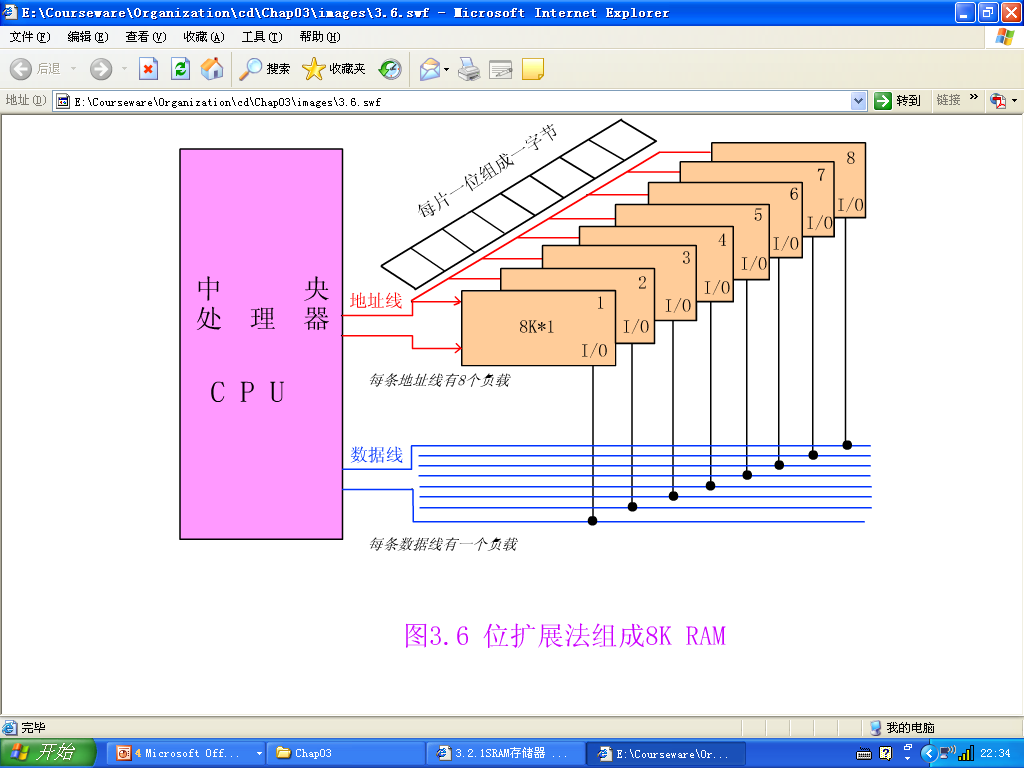 E:\Courseware\Organization\cd\Chap03\images\3.6.swf - Microsoft Internet Explorer
文件(F) 编辑(E) 查看(V) 收藏(A) 工具(T) 帮助(H)
后退 搜索 收藏夹
地址(D) E:\Courseware\Organization\cd\Chap03\images\3.6.swf 转到 链接 »
每片一位组成一字节
8
I/O
7
I/O
6
I/O
5
I/O
4
I/O
3
I/O
2
I/O
1
8K*1
I/O
中央
处理器
CPU
地址线
每条地址线有8个负载
数据线
每条数据线有一个负载
图3.6 位扩展法组成8K RAM
完毕 我的电脑
开始 4 Microsoft Off... Chap03 3.2.1SRAM存储器 ... E:\Courseware\Or... 22:34